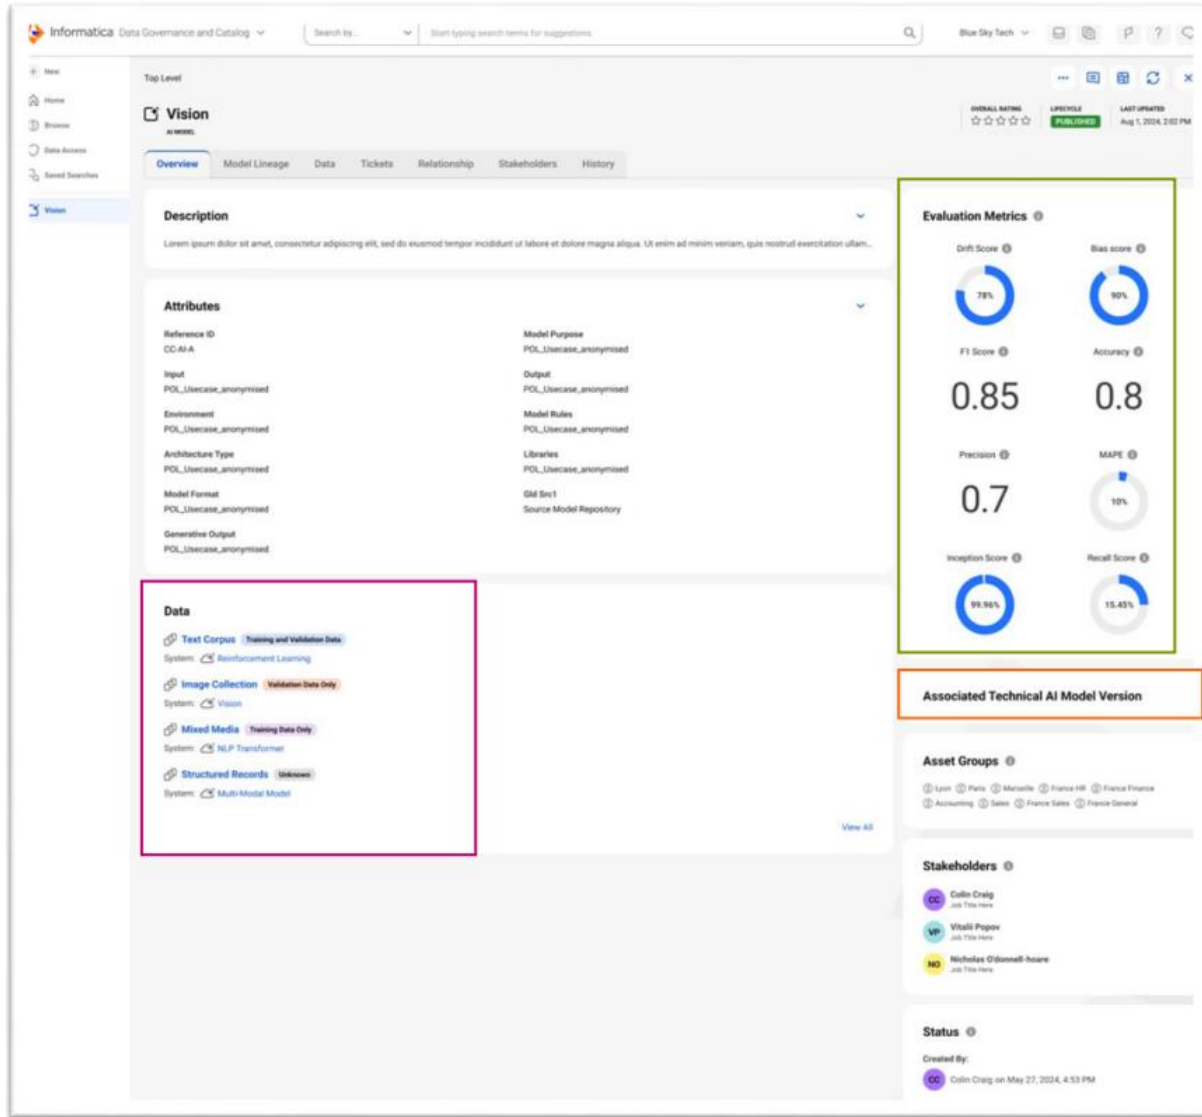 Informatica Data Governance and Catalog
Search by...
Start typing search terms for suggestions.
Blue Sky Tech
New
Home
Browse
Data Access
Saved Searches
Vision
Top Level
Vision
AI MODEL
OVERALL RATING
LIFECYCLE
PUBLISHED
LAST UPDATED
Aug 1, 2024, 2:02 PM
Overview
Model Lineage
Data
Tickets
Relationship
Stakeholders
History
Description
Lorem ipsum dolor sit amet, consectetur adipiscing elit, sed do eiusmod tempor incididunt ut labore et dolore magna aliqua. Ut enim ad minim veniam, quis nostrud exercitation ullam...
Attributes
Reference ID
CC-AI-A
Model Purpose
POL_Usecase_anonymised
Input
POL_Usecase_anonymised
Output
POL_Usecase_anonymised
Environment
POL_Usecase_anonymised
Model Rules
POL_Usecase_anonymised
Architecture Type
POL_Usecase_anonymised
Libraries
POL_Usecase_anonymised
Model Format
POL_Usecase_anonymised
Gld Src1
Source Model Repository
Generative Output
POL_Usecase_anonymised
Data
Text Corpus Training and Validation Data
System: Reinforcement Learning
Image Collection Validation Data Only
System: Vision
Mixed Media Training Data Only
System: NLP Transformer
Structured Records Unknown
System: Multi-Modal Model
View All
Evaluation Metrics
Drift Score
78%
Bias score
90%
F1 Score
0.85
Accuracy
0.8
Precision
0.7
MAPE
10%
Inception Score
99.96%
Recall Score
15.45%
Associated Technical AI Model Version
Asset Groups
Lyon Paris Marseille France HR France Finance
Accounting Sales France Sales France General
Stakeholders
CC Colin Craig
Job Title Here
VP Vitalii Popov
Job Title Here
NO Nicholas O'donnell-hoare
Job Title Here
Status
Created By:
CC Colin Craig on May 27, 2024, 4:53 PM